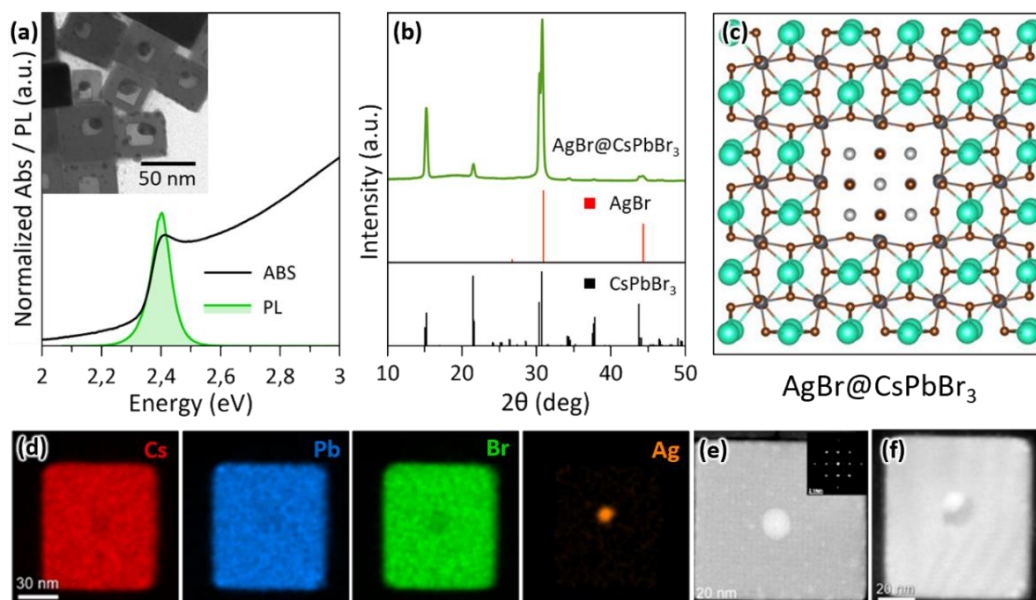 (a)
Normalized Abs / PL (a.u.)
50 nm
ABS
PL
2 2,2 2,4 2,6 2,8 3
Energy (eV)
(b)
Intensity (a.u.)
AgBr@CsPbBr₃
AgBr
CsPbBr₃
10 20 30 40 50
2θ (deg)
(c)
AgBr@CsPbBr₃
(d)
Cs
Pb
Br
Ag
30 nm
(e)
20 nm
(f)
20 nm